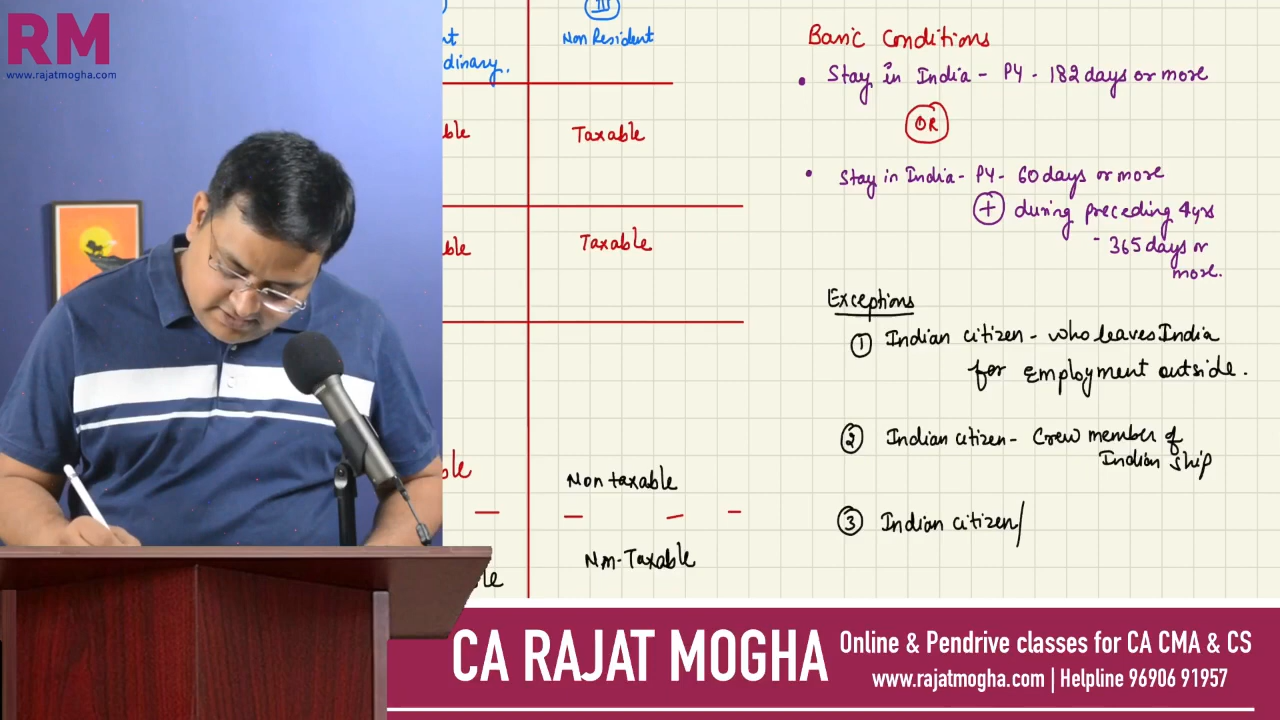 RM
www.rajatmogha.com
III
Non Resident
dinary.
ble
Taxable
ble
Taxable
ble
Non taxable
Non-Taxable
le
Basic Conditions
• Stay in India - PY - 182 days or more
OR
• Stay in India - PY - 60 days or more
+ during preceding 4yrs
- 365 days or
more.
Exceptions
① Indian citizen - who leaves India
for Employment outside.
② Indian citizen - Crew member of
Indian ship
③ Indian citizen/
CA RAJAT MOGHA
Online & Pendrive classes for CA CMA & CS
www.rajatmogha.com | Helpline 96906 91957